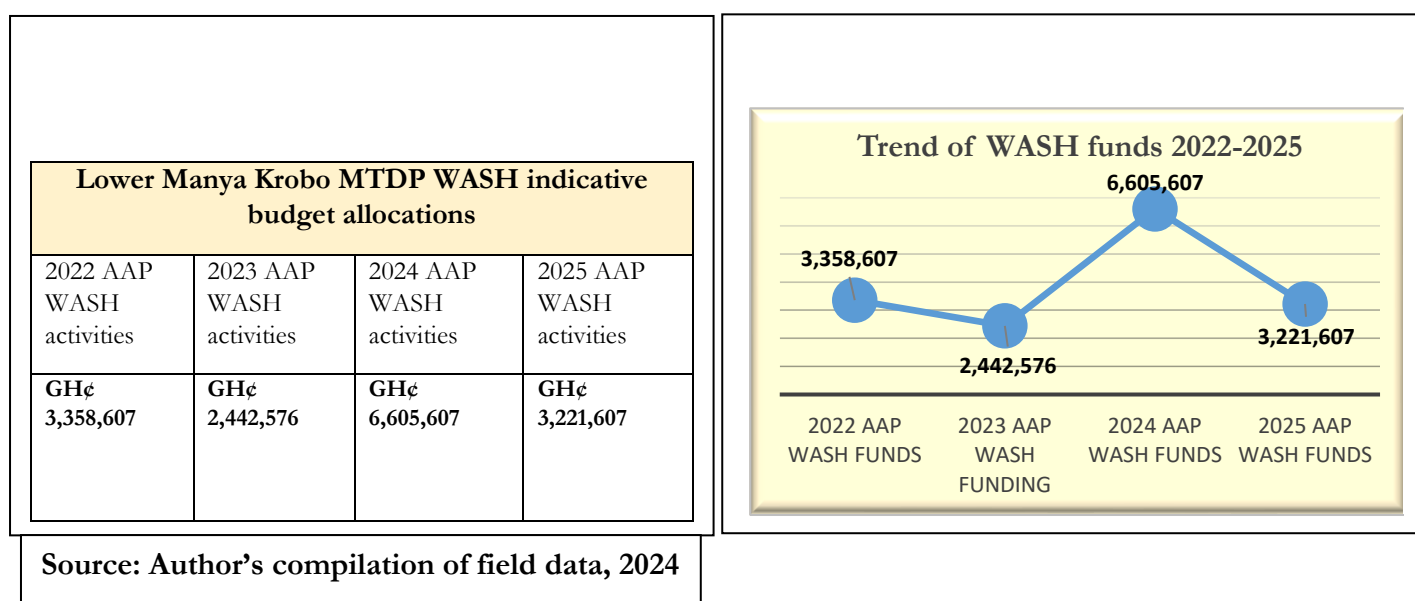 Lower Manya Krobo MTDP WASH indicative
budget allocations
2022 AAP
WASH
activities
2023 AAP
WASH
activities
2024 AAP
WASH
activities
2025 AAP
WASH
activities
GH¢
3,358,607
GH¢
2,442,576
GH¢
6,605,607
GH¢
3,221,607
Source: Author’s compilation of field data, 2024
Trend of WASH funds 2022-2025
3,358,607
2,442,576
6,605,607
3,221,607
2022 AAP
WASH FUNDS
2023 AAP
WASH
FUNDING
2024 AAP
WASH FUNDS
2025 AAP
WASH FUNDS